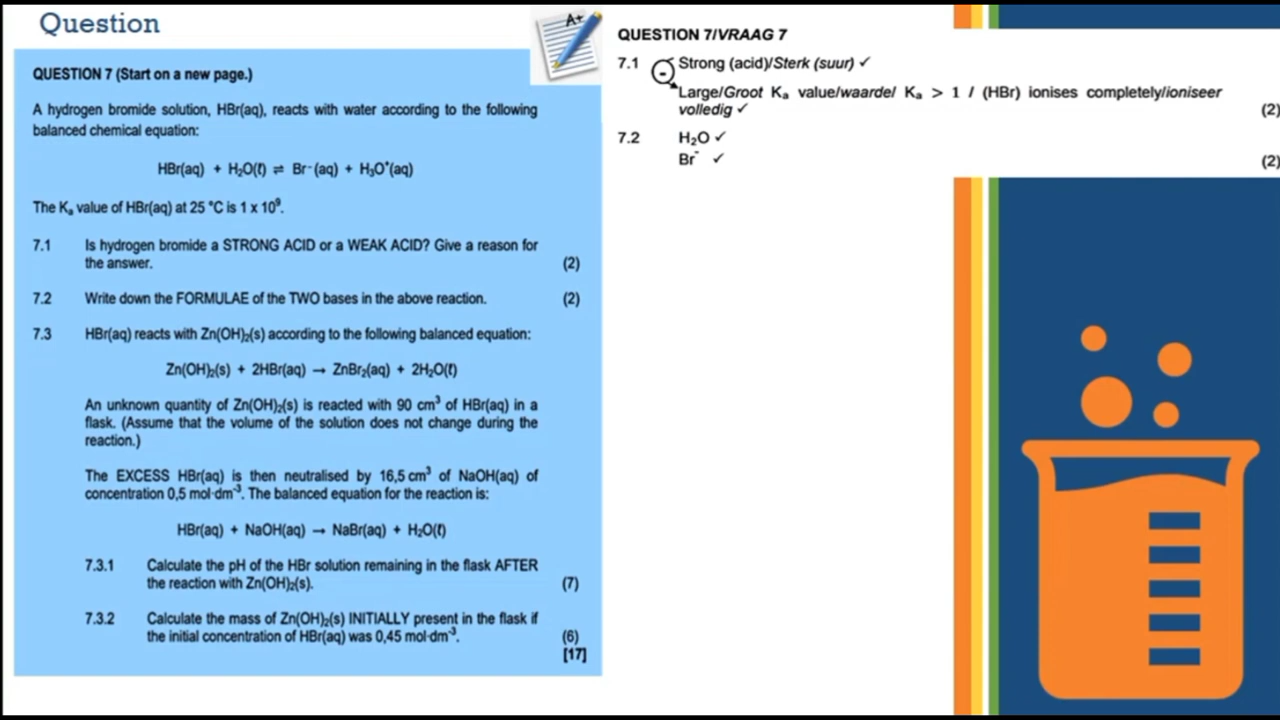 Question
QUESTION 7 (Start on a new page.)
A hydrogen bromide solution, HBr(aq), reacts with water according to the following
balanced chemical equation:
HBr(aq) + H₂O(ℓ) ⇌ Br⁻(aq) + H₃O⁺(aq)
The Kₐ value of HBr(aq) at 25 °C is 1 x 10⁹.
7.1 Is hydrogen bromide a STRONG ACID or a WEAK ACID? Give a reason for
the answer. (2)
7.2 Write down the FORMULAE of the TWO bases in the above reaction. (2)
7.3 HBr(aq) reacts with Zn(OH)₂(s) according to the following balanced equation:
Zn(OH)₂(s) + 2HBr(aq) → ZnBr₂(aq) + 2H₂O(ℓ)
An unknown quantity of Zn(OH)₂(s) is reacted with 90 cm³ of HBr(aq) in a
flask. (Assume that the volume of the solution does not change during the
reaction.)
The EXCESS HBr(aq) is then neutralised by 16,5 cm³ of NaOH(aq) of
concentration 0,5 mol·dm⁻³. The balanced equation for the reaction is:
HBr(aq) + NaOH(aq) → NaBr(aq) + H₂O(ℓ)
7.3.1 Calculate the pH of the HBr solution remaining in the flask AFTER
the reaction with Zn(OH)₂(s). (7)
7.3.2 Calculate the mass of Zn(OH)₂(s) INITIALLY present in the flask if
the initial concentration of HBr(aq) was 0,45 mol·dm⁻³. (6)
[17]
A+
QUESTION 7/VRAAG 7
7.1 Strong (acid)/Sterk (suur) ✓
Large/Groot Kₐ value/waarde/ Kₐ > 1 / (HBr) ionises completely/ioniseer
volledig ✓ (2)
7.2 H₂O ✓
Br⁻ ✓ (2)